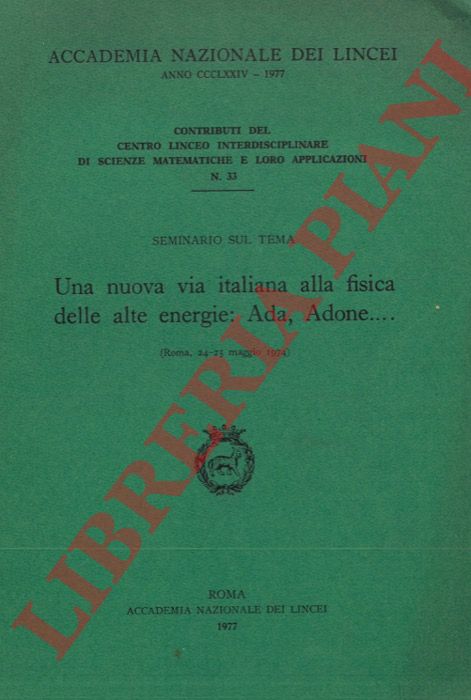 ACCADEMIA NAZIONALE DEI LINCEI
ANNO CCCLXXIV – 1977
CONTRIBUTI DEL
CENTRO LINCEO INTERDISCIPLINARE
DI SCIENZE MATEMATICHE E LORO APPLICAZIONI
N. 33
SEMINARIO SUL TEMA
Una nuova via italiana alla fisica
delle alte energie: Ada, Adone....
(Roma, 24-25 maggio 1974)
ROMA
ACCADEMIA NAZIONALE DEI LINCEI
1977
LIBRERIA PIANI